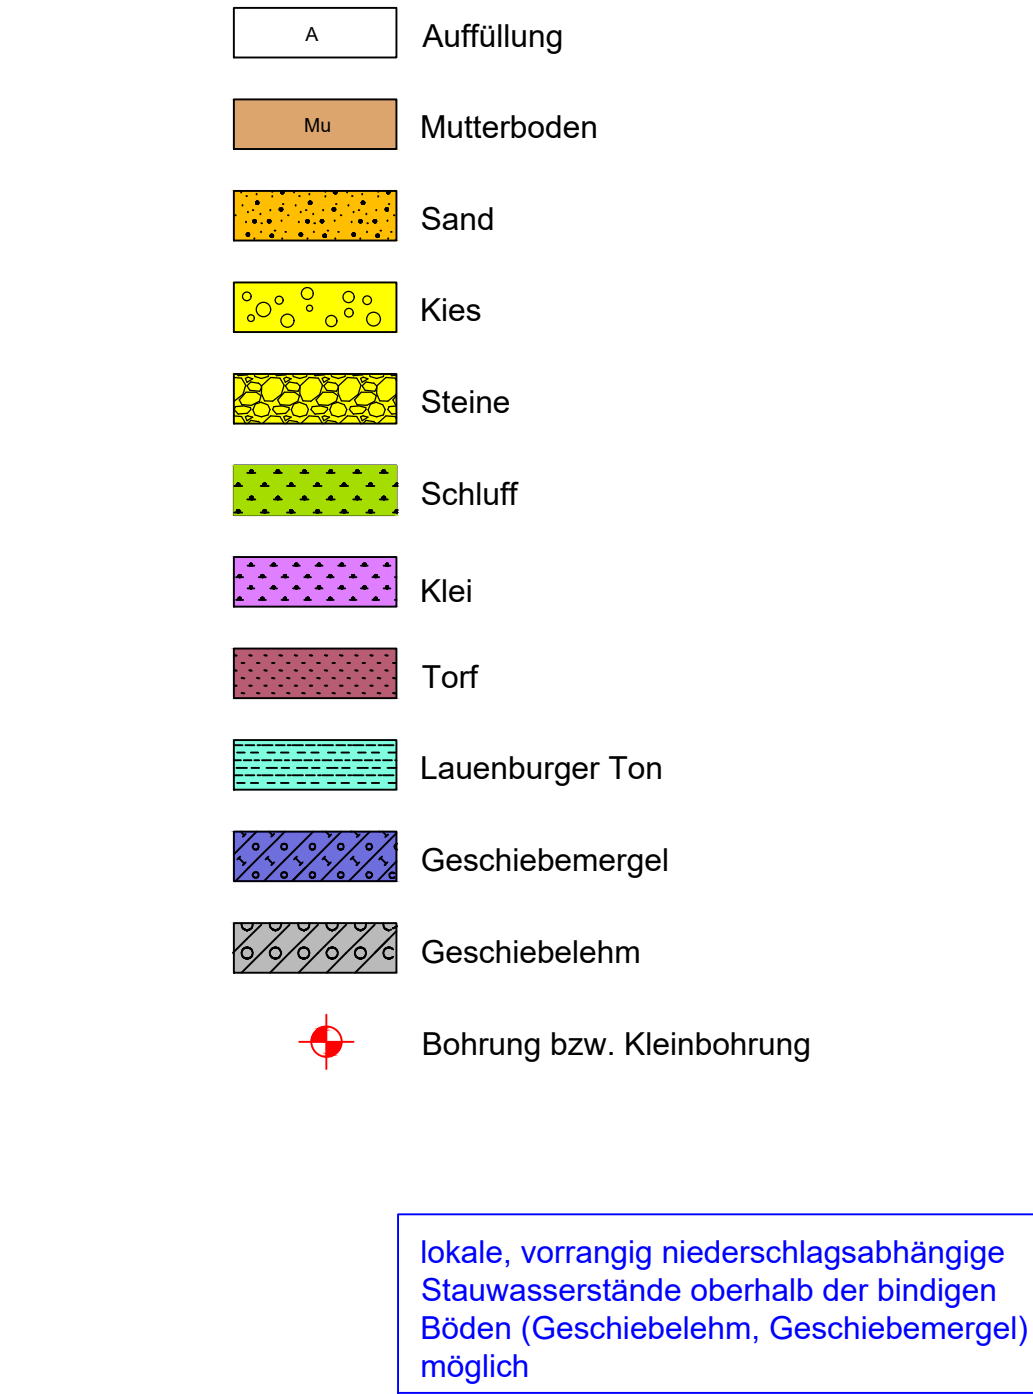 A Auffüllung
Mu Mutterboden
Sand
Kies
Steine
Schluff
Klei
Torf
Lauenburger Ton
Geschiebemergel
Geschiebelehm
Bohrung bzw. Kleinbohrung
lokale, vorrangig niederschlagsabhängige
Stauwasserstände oberhalb der bindigen
Böden (Geschiebelehm, Geschiebemergel)
möglich